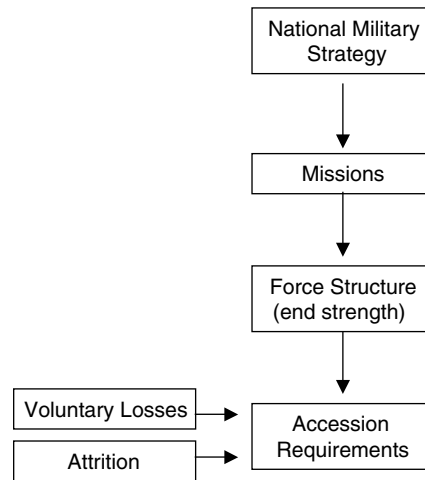 National Military
Strategy
Missions
Force Structure
(end strength)
Voluntary Losses
Accession
Requirements
Attrition